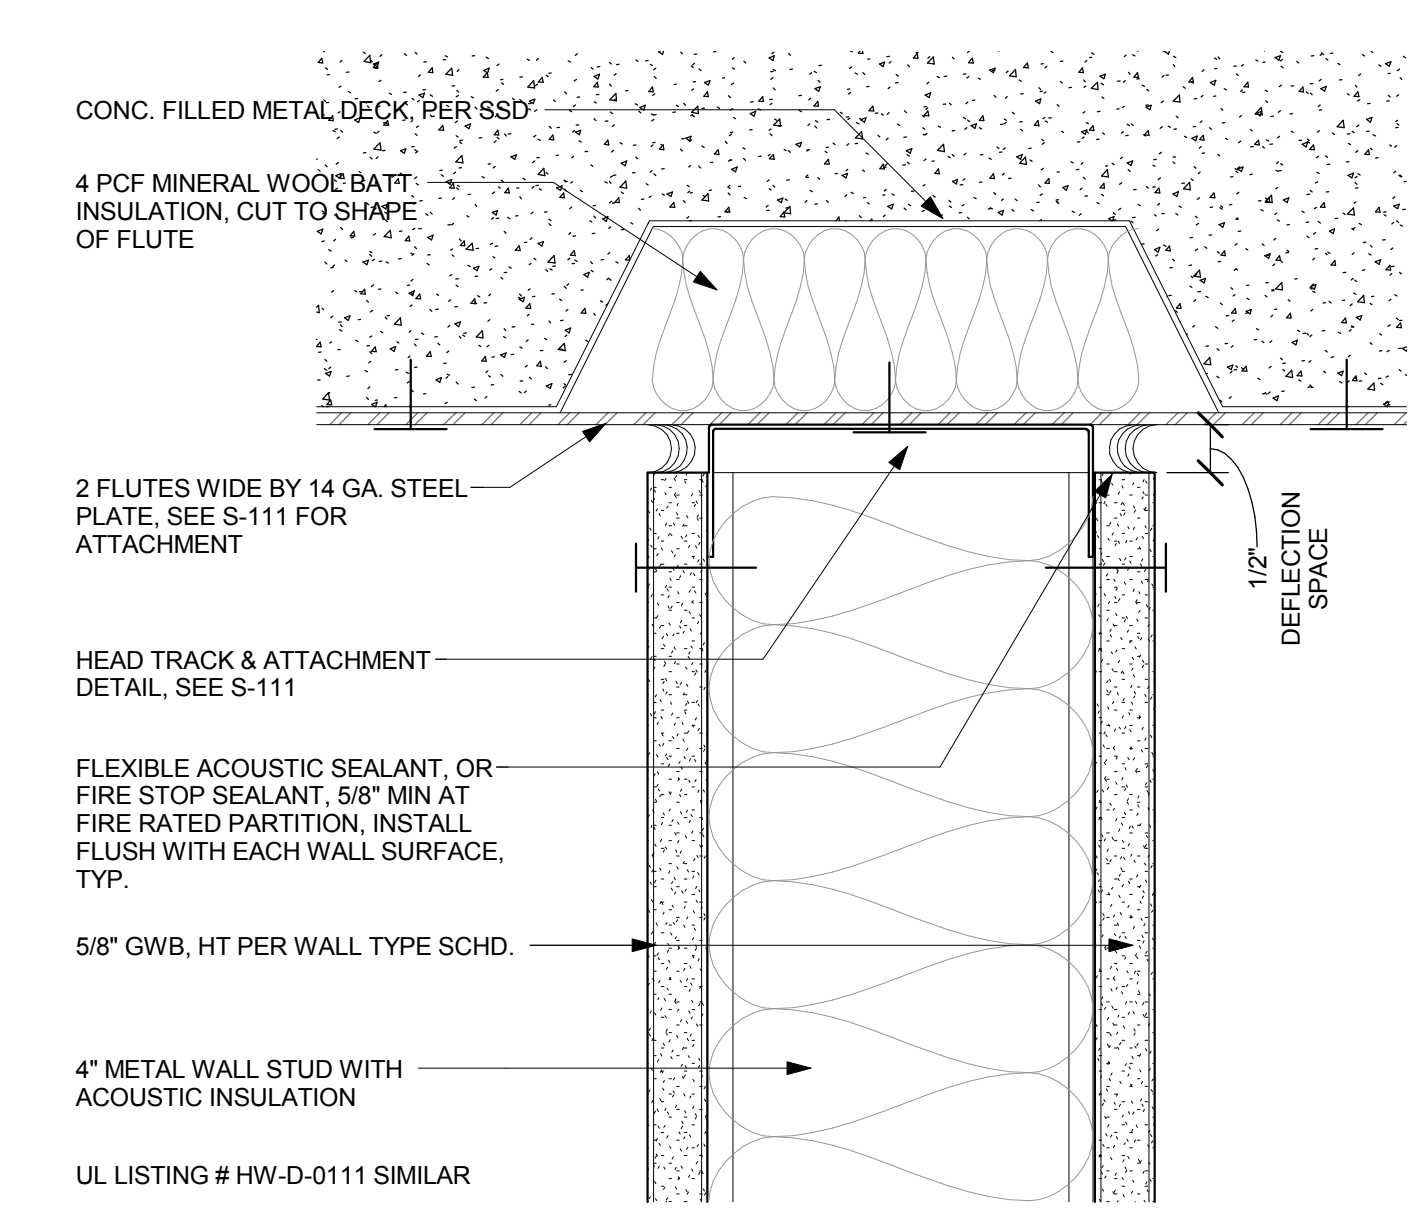 CONC. FILLED METAL DECK, PER SSD
4 PCF MINERAL WOOL BATT
INSULATION, CUT TO SHAPE
OF FLUTE
2 FLUTES WIDE BY 14 GA. STEEL
PLATE, SEE S-111 FOR
ATTACHMENT
1/2"
DEFLECTION
SPACE
HEAD TRACK & ATTACHMENT
DETAIL, SEE S-111
FLEXIBLE ACOUSTIC SEALANT, OR
FIRE STOP SEALANT, 5/8" MIN AT
FIRE RATED PARTITION, INSTALL
FLUSH WITH EACH WALL SURFACE,
TYP.
5/8" GWB, HT PER WALL TYPE SCHD.
4" METAL WALL STUD WITH
ACOUSTIC INSULATION
UL LISTING # HW-D-0111 SIMILAR